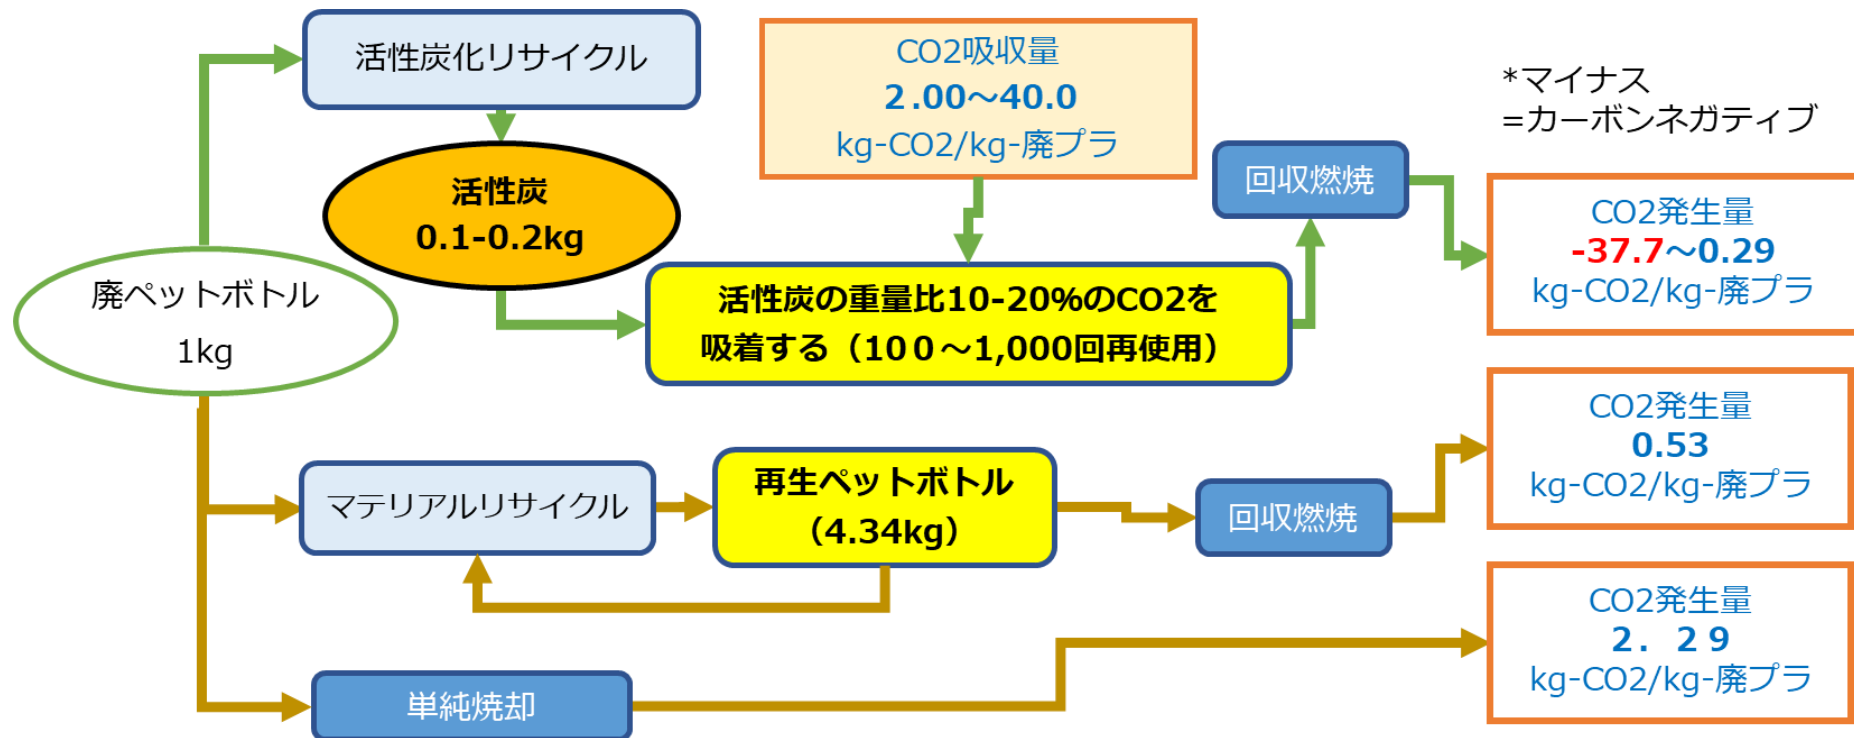 活性炭化リサイクル
CO2吸収量
２.00～40.0
kg-CO2/kg-廃プラ
*マイナス
=カーボンネガティブ
活性炭
0.1-0.2kg
回収燃焼
CO2発生量
-37.7～0.29
kg-CO2/kg-廃プラ
廃ペットボトル
1kg
活性炭の重量比10-20%のCO2を
吸着する（1００～1,000回再使用）
CO2発生量
0.53
kg-CO2/kg-廃プラ
マテリアルリサイクル
再生ペットボトル
（4.34kg）
回収燃焼
CO2発生量
２．２９
kg-CO2/kg-廃プラ
単純焼却